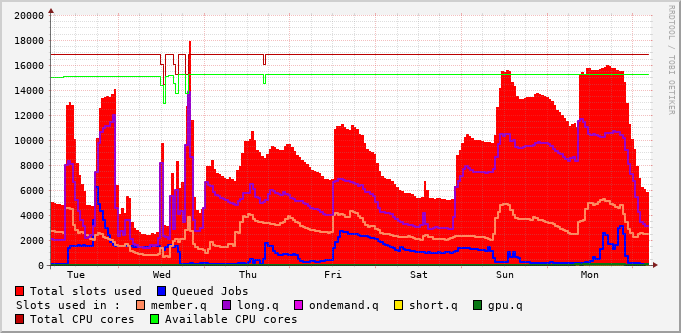 20000
18000
16000
14000
12000
10000
8000
6000
4000
2000
0
Tue Wed Thu Fri Sat Sun Mon
RRDTOOL / TOBI OETIKER
Total slots used Queued Jobs
Slots used in : member.q long.q ondemand.q short.q gpu.q
Total CPU cores Available CPU cores